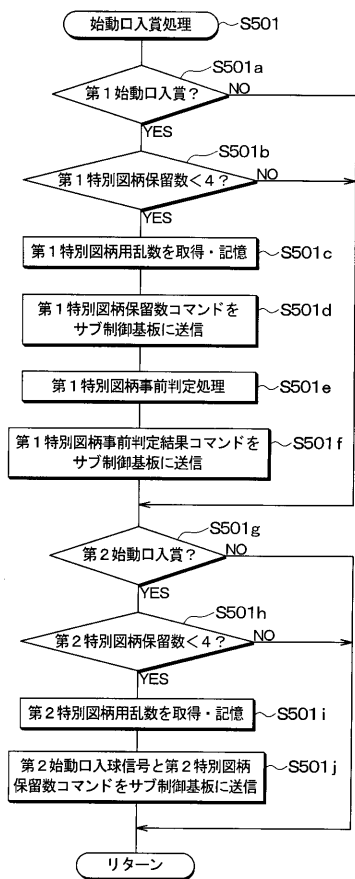 始動口入賞処理 S501
S501a
第1始動口入賞? NO
YES
S501b
第1特別図柄保留数<4? NO
YES
第1特別図柄用乱数を取得・記憶 S501c
第1特別図柄保留数コマンドを
サブ制御基板に送信 S501d
第1特別図柄事前判定処理 S501e
第1特別図柄事前判定結果コマンドを
サブ制御基板に送信 S501f
S501g
第2始動口入賞? NO
YES
S501h
第2特別図柄保留数<4? NO
YES
第2特別図柄用乱数を取得・記憶 S501i
第2始動口入球信号と第2特別図柄
保留数コマンドをサブ制御基板に送信 S501j
リターン